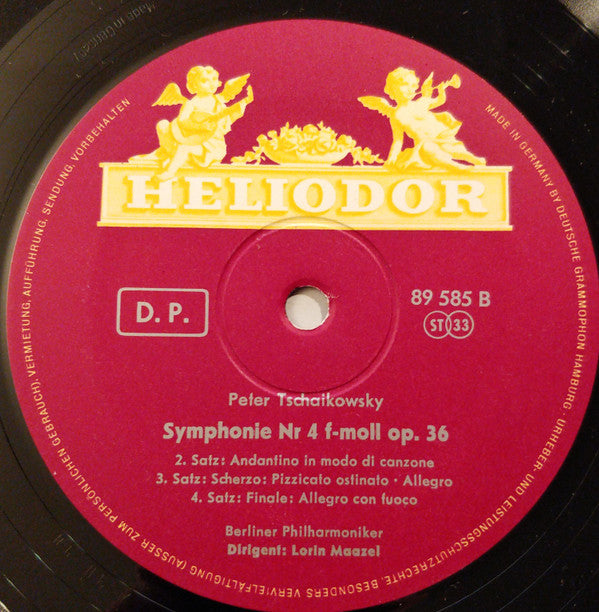 HELIODOR
D. P.
89 585 B
ST 33
Peter Tschaikowsky
Symphonie Nr 4 f-moll op. 36
2. Satz: Andantino in modo di canzone
3. Satz: Scherzo: Pizzicato ostinato · Allegro
4. Satz: Finale: Allegro con fuoco
Berliner Philharmoniker
Dirigent: Lorin Maazel
MADE IN GERMANY BY DEUTSCHE GRAMMOPHON HAMBURG · URHEBER- UND LEISTUNGSSCHUTZRECHTE, BESONDERS VERVIELFÄLTIGUNG (AUSSER ZUM PERSÖNLICHEN GEBRAUCH), VERMIETUNG, AUFFÜHRUNG, SENDUNG, VORBEHALTEN
Made in Germany